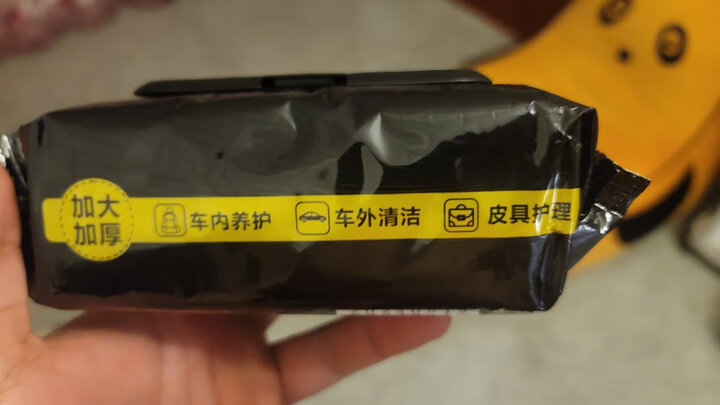 加大
加厚
车内养护 车外清洁 皮具护理